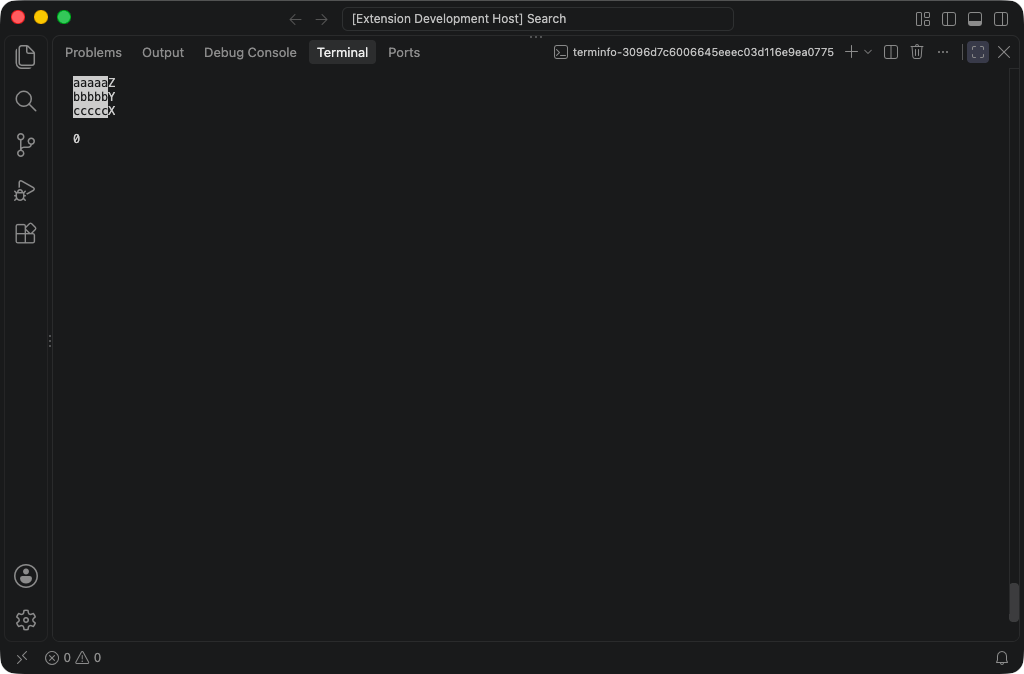 [Extension Development Host] Search
Problems Output Debug Console Terminal Ports
terminfo-3096d7c6006645eeec03d116e9ea0775
aaaaaZ
bbbbbY
cccccX
0
0 0